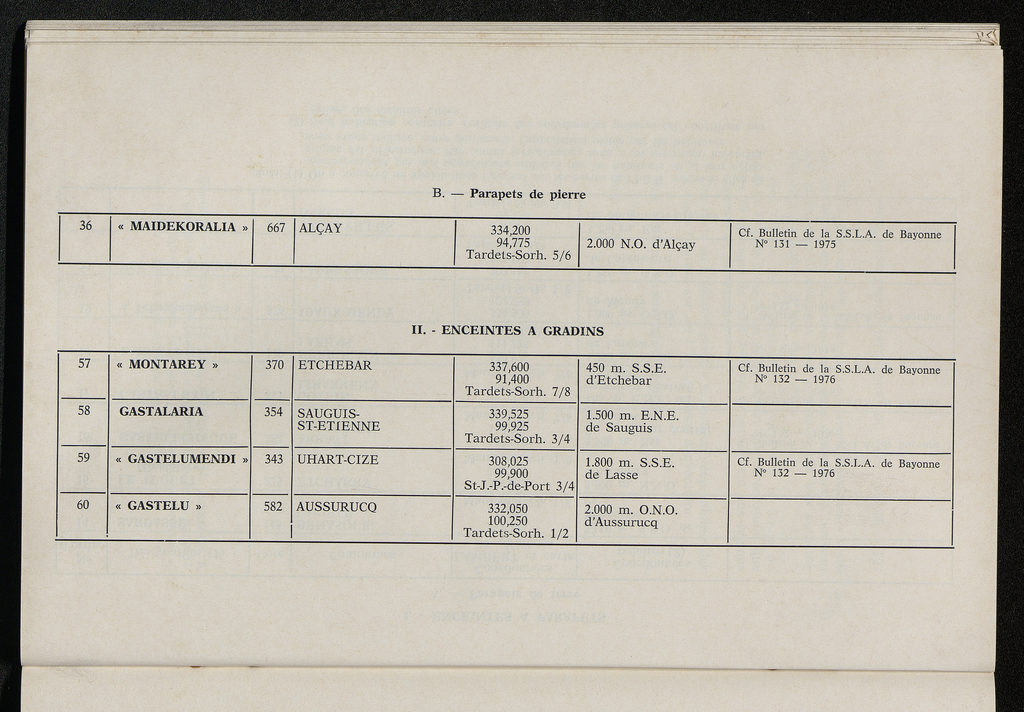 B. — Parapets de pierre
36 « MAIDEKORALIA » 667 ALÇAY 334,200 94,775 Tardets-Sorh. 5/6 2.000 N.O. d'Alçay Cf. Bulletin de la S.S.L.A. de Bayonne N° 131 — 1975
II. - ENCEINTES A GRADINS
57 « MONTAREY » 370 ETCHEBAR 337,600 91,400 Tardets-Sorh. 7/8 450 m. S.S.E. d'Etchebar Cf. Bulletin de la S.S.L.A. de Bayonne N° 132 — 1976
58 GASTALARIA 354 SAUGUIS-ST-ETIENNE 339,525 99,925 Tardets-Sorh. 3/4 1.500 m. E.N.E. de Sauguis
59 « GASTELUMENDI » 343 UHART-CIZE 308,025 99,900 St-J.-P.-de-Port 3/4 1.800 m. S.S.E. de Lasse Cf. Bulletin de la S.S.L.A. de Bayonne N° 132 — 1976
60 « GASTELU » 582 AUSSURUCQ 332,050 100,250 Tardets-Sorh. 1/2 2.000 m. O.N.O. d'Aussurucq